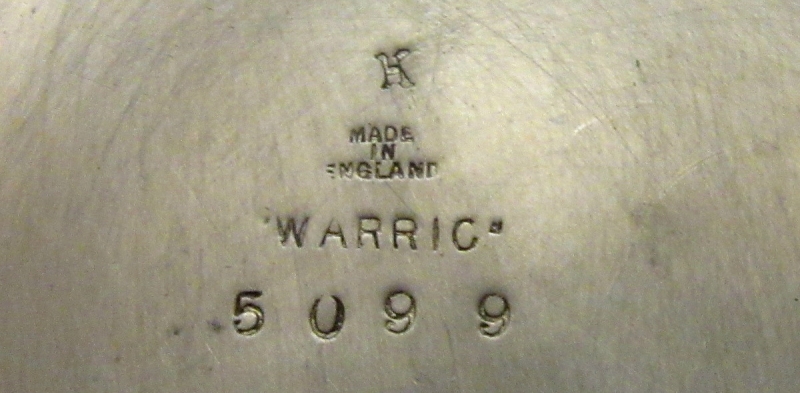 K
MADE
IN
ENGLAND
"WARRIC"
5099